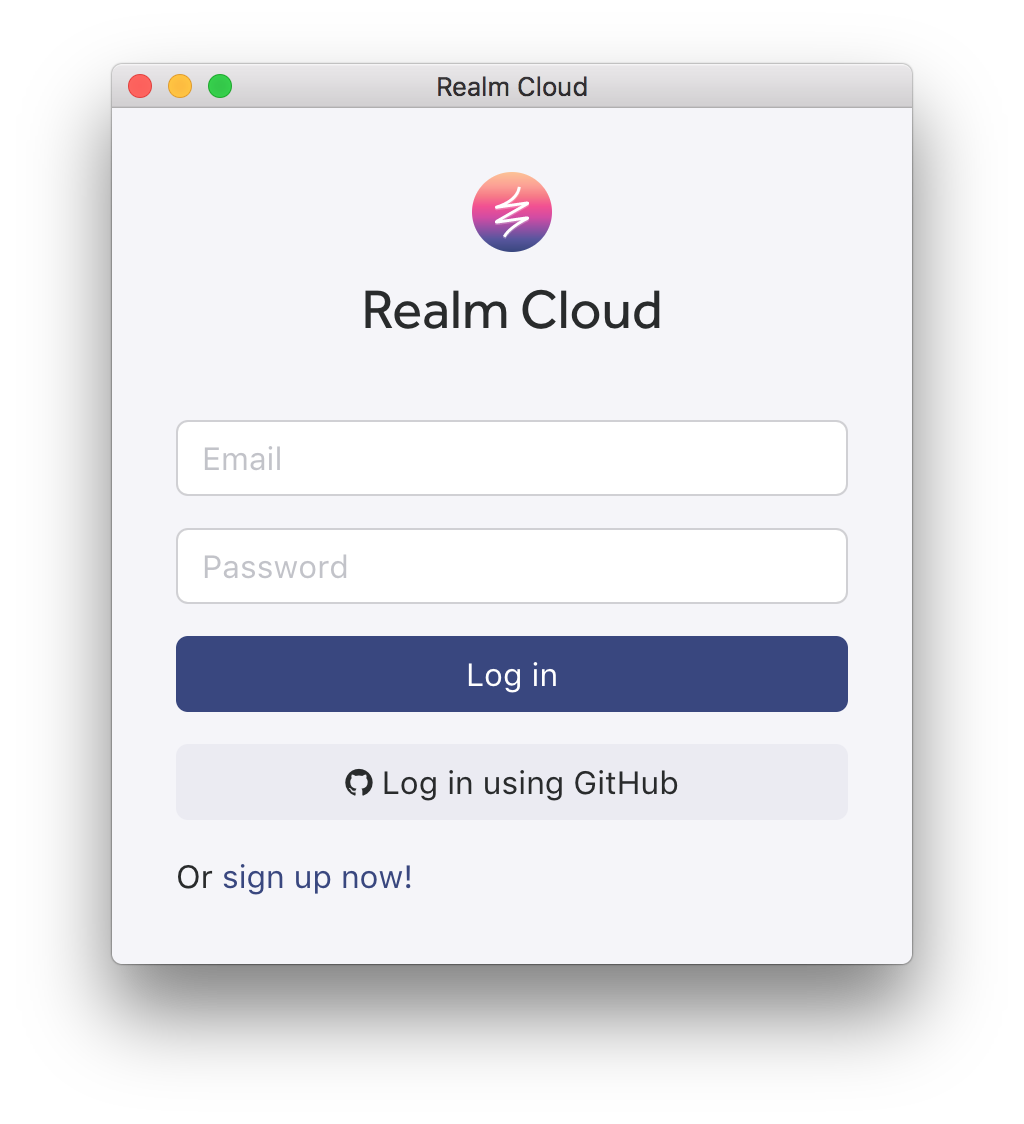 Realm Cloud
Realm Cloud
Email
Password
Log in
Log in using GitHub
Or sign up now!